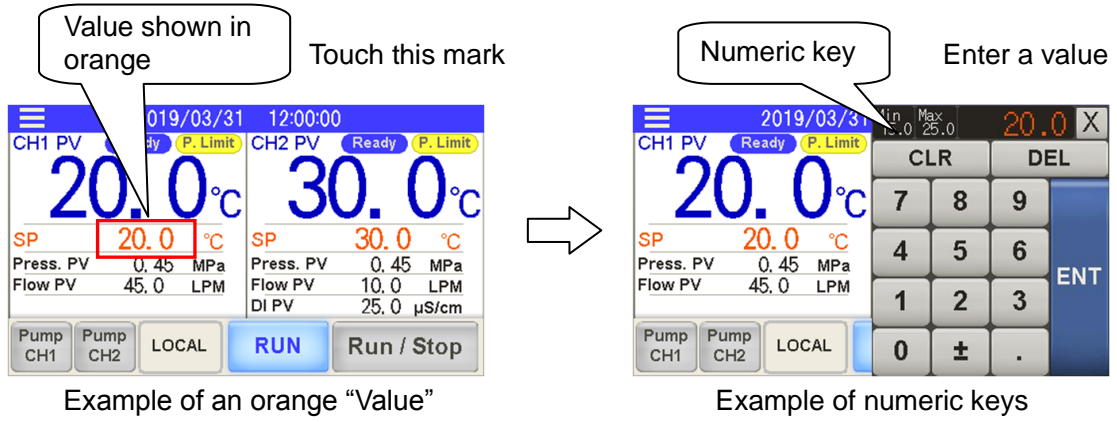 Value shown in
orange
Touch this mark
Numeric key
Enter a value
019/03/31 12:00:00
CH1 PV dy P. Limit
20.0℃
SP 20.0 ℃
Press. PV 0.45 MPa
Flow PV 45.0 LPM
CH2 PV Ready P. Limit
30.0℃
SP 30.0 ℃
Press. PV 0.45 MPa
Flow PV 10.0 LPM
DI PV 25.0 µS/cm
Pump
CH1
Pump
CH2
LOCAL
RUN
Run / Stop
2019/03/31
CH1 PV Ready P. Limit
20.0℃
SP 20.0 ℃
Press. PV 0.45 MPa
Flow PV 45.0 LPM
Pump
CH1
Pump
CH2
LOCAL
Max
25.0
20.0 X
CLR DEL
7 8 9
4 5 6
ENT
1 2 3
0 ± .
Example of an orange “Value”
Example of numeric keys